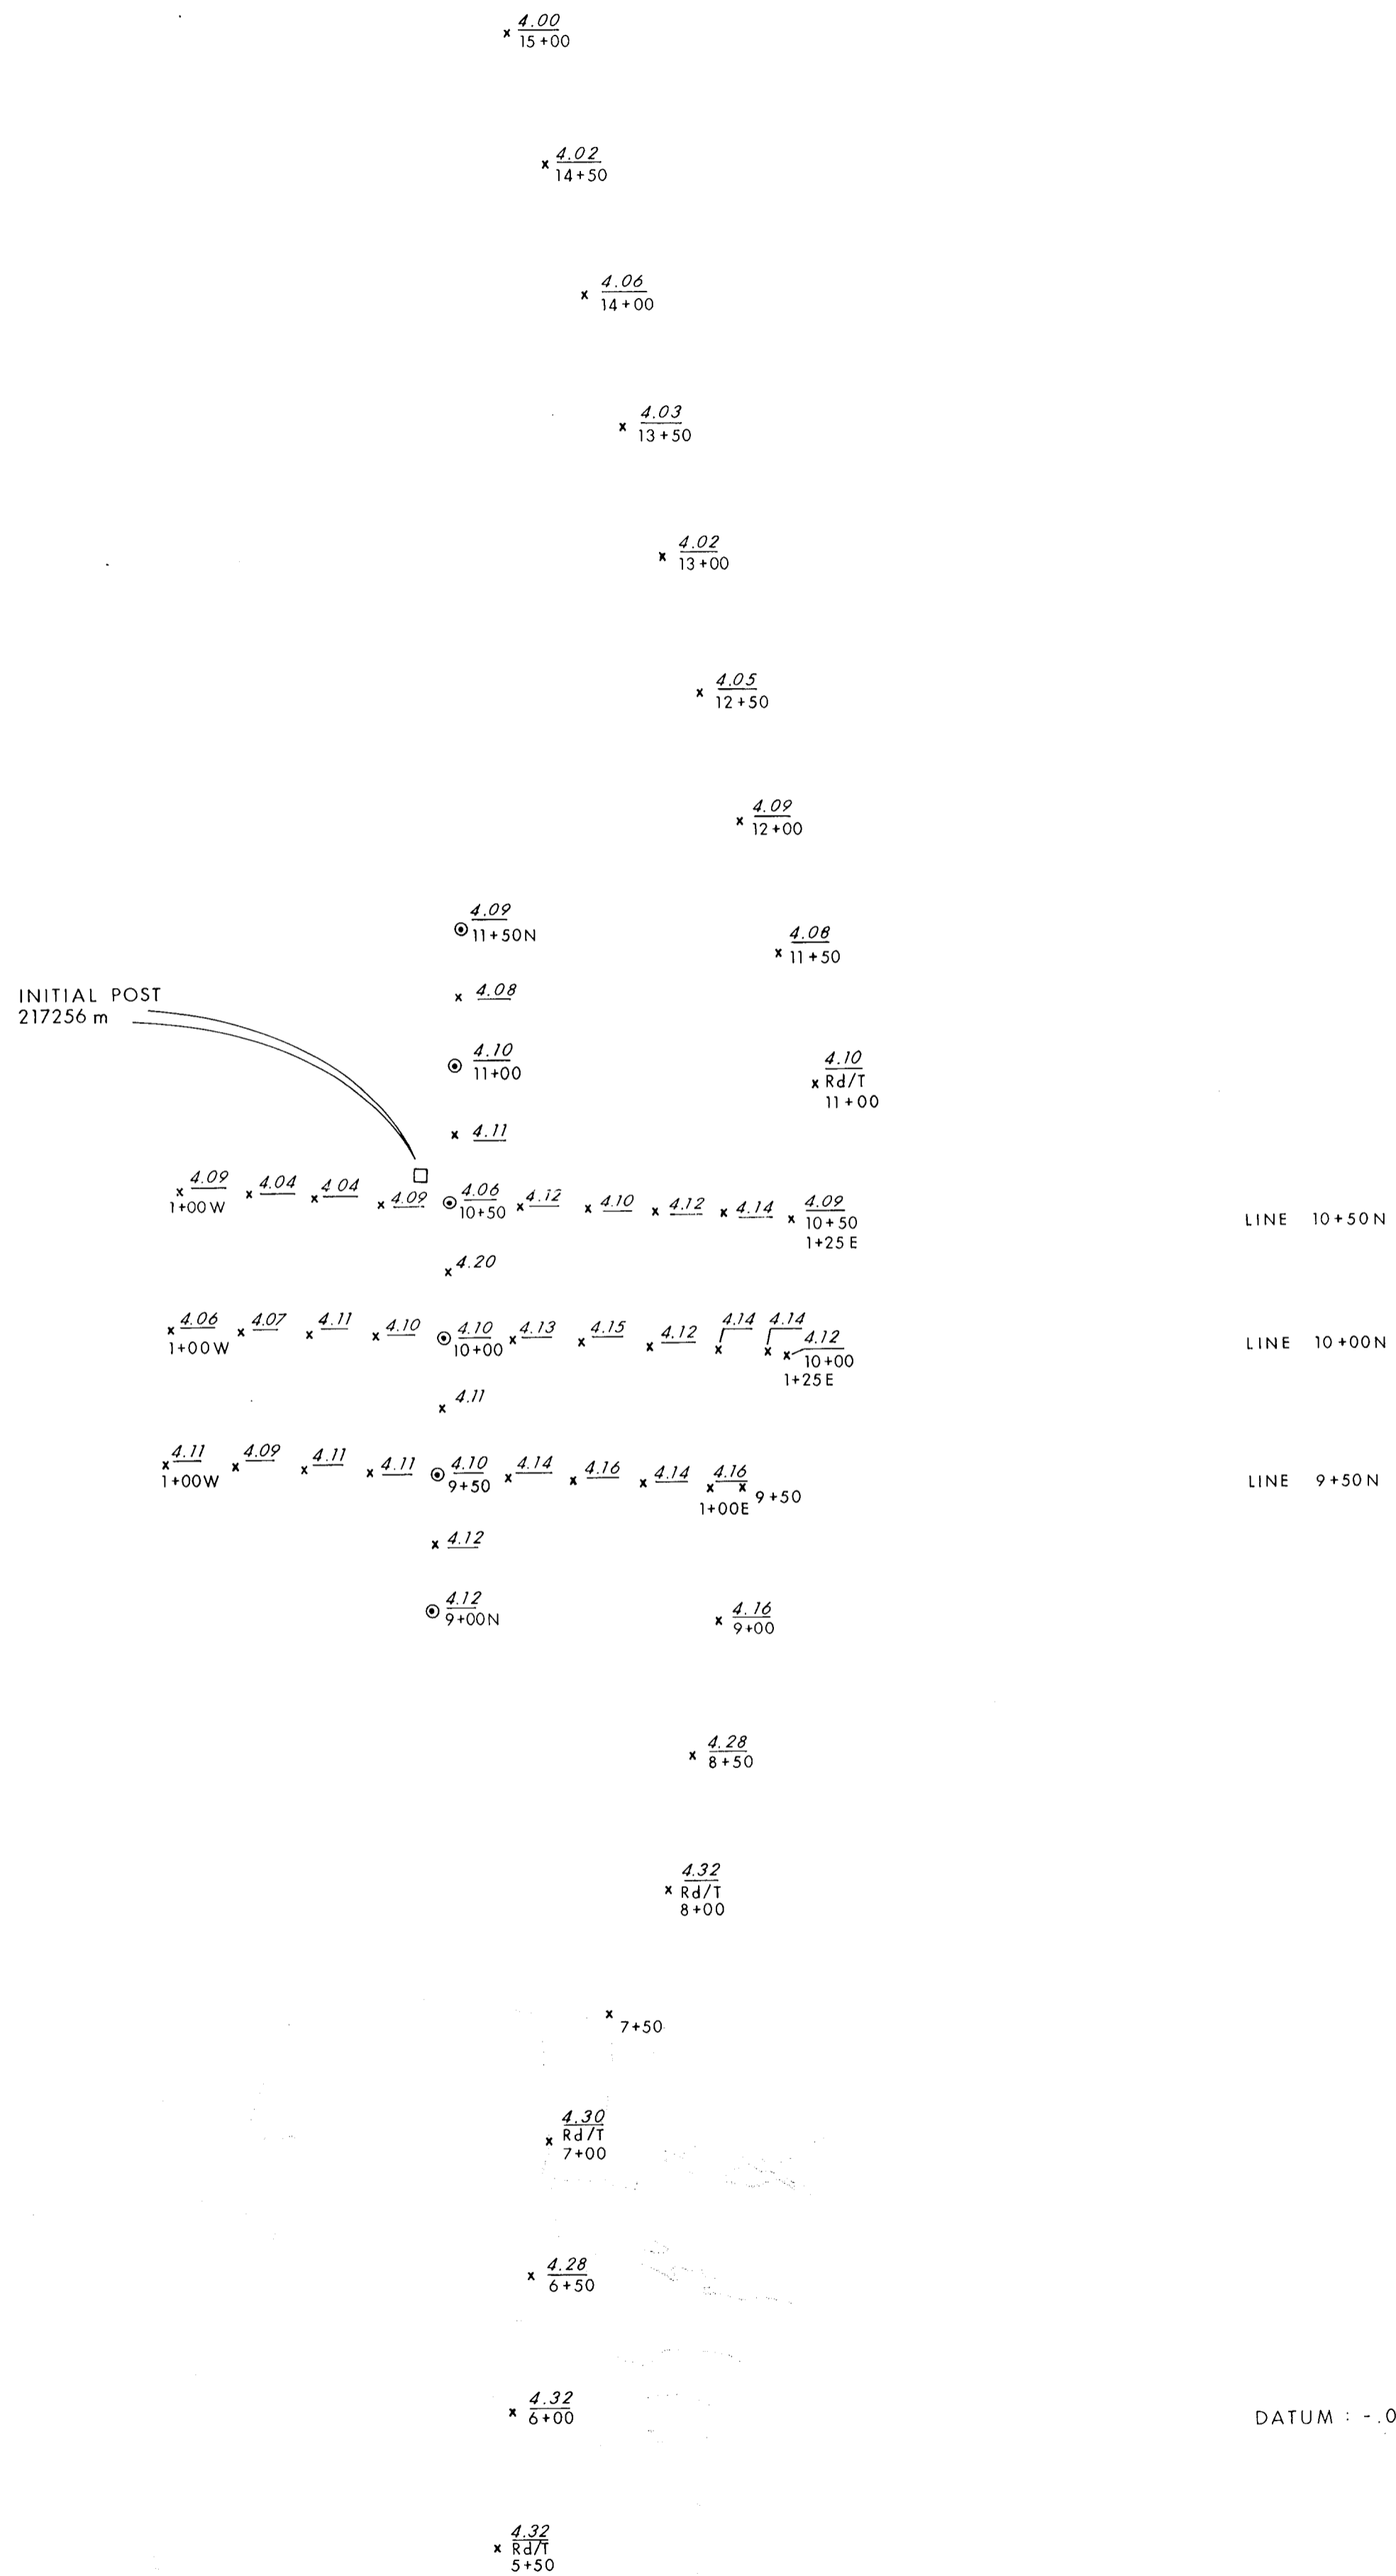 4.00
15+00
4.02
14+50
4.06
14+00
4.03
13+50
4.02
13+00
4.05
12+50
4.09
12+00
4.09
11+50N
4.08
11+50
INITIAL POST
217256 m
4.08
4.10
11+00
4.10
Rd/T
11+00
4.11
4.09 4.04 4.04 4.09 4.06 4.12 4.10 4.12 4.14 4.09
1+00W 10+50 10+50
1+25E
LINE 10+50N
4.20
4.06 4.07 4.11 4.10 4.10 4.13 4.15 4.12 4.14 4.14 4.12
1+00W 10+00 10+00
1+25E
LINE 10+00N
4.11
4.11 4.09 4.11 4.11 4.10 4.14 4.16 4.14 4.16
1+00W 9+50 9+50
1+00E
LINE 9+50N
4.12
4.12
9+00N
4.16
9+00
4.28
8+50
4.32
Rd/T
8+00
7+50
4.30
Rd/T
7+00
4.28
6+50
4.32
6+00
DATUM : -.0
4.32
Rd/T
5+50